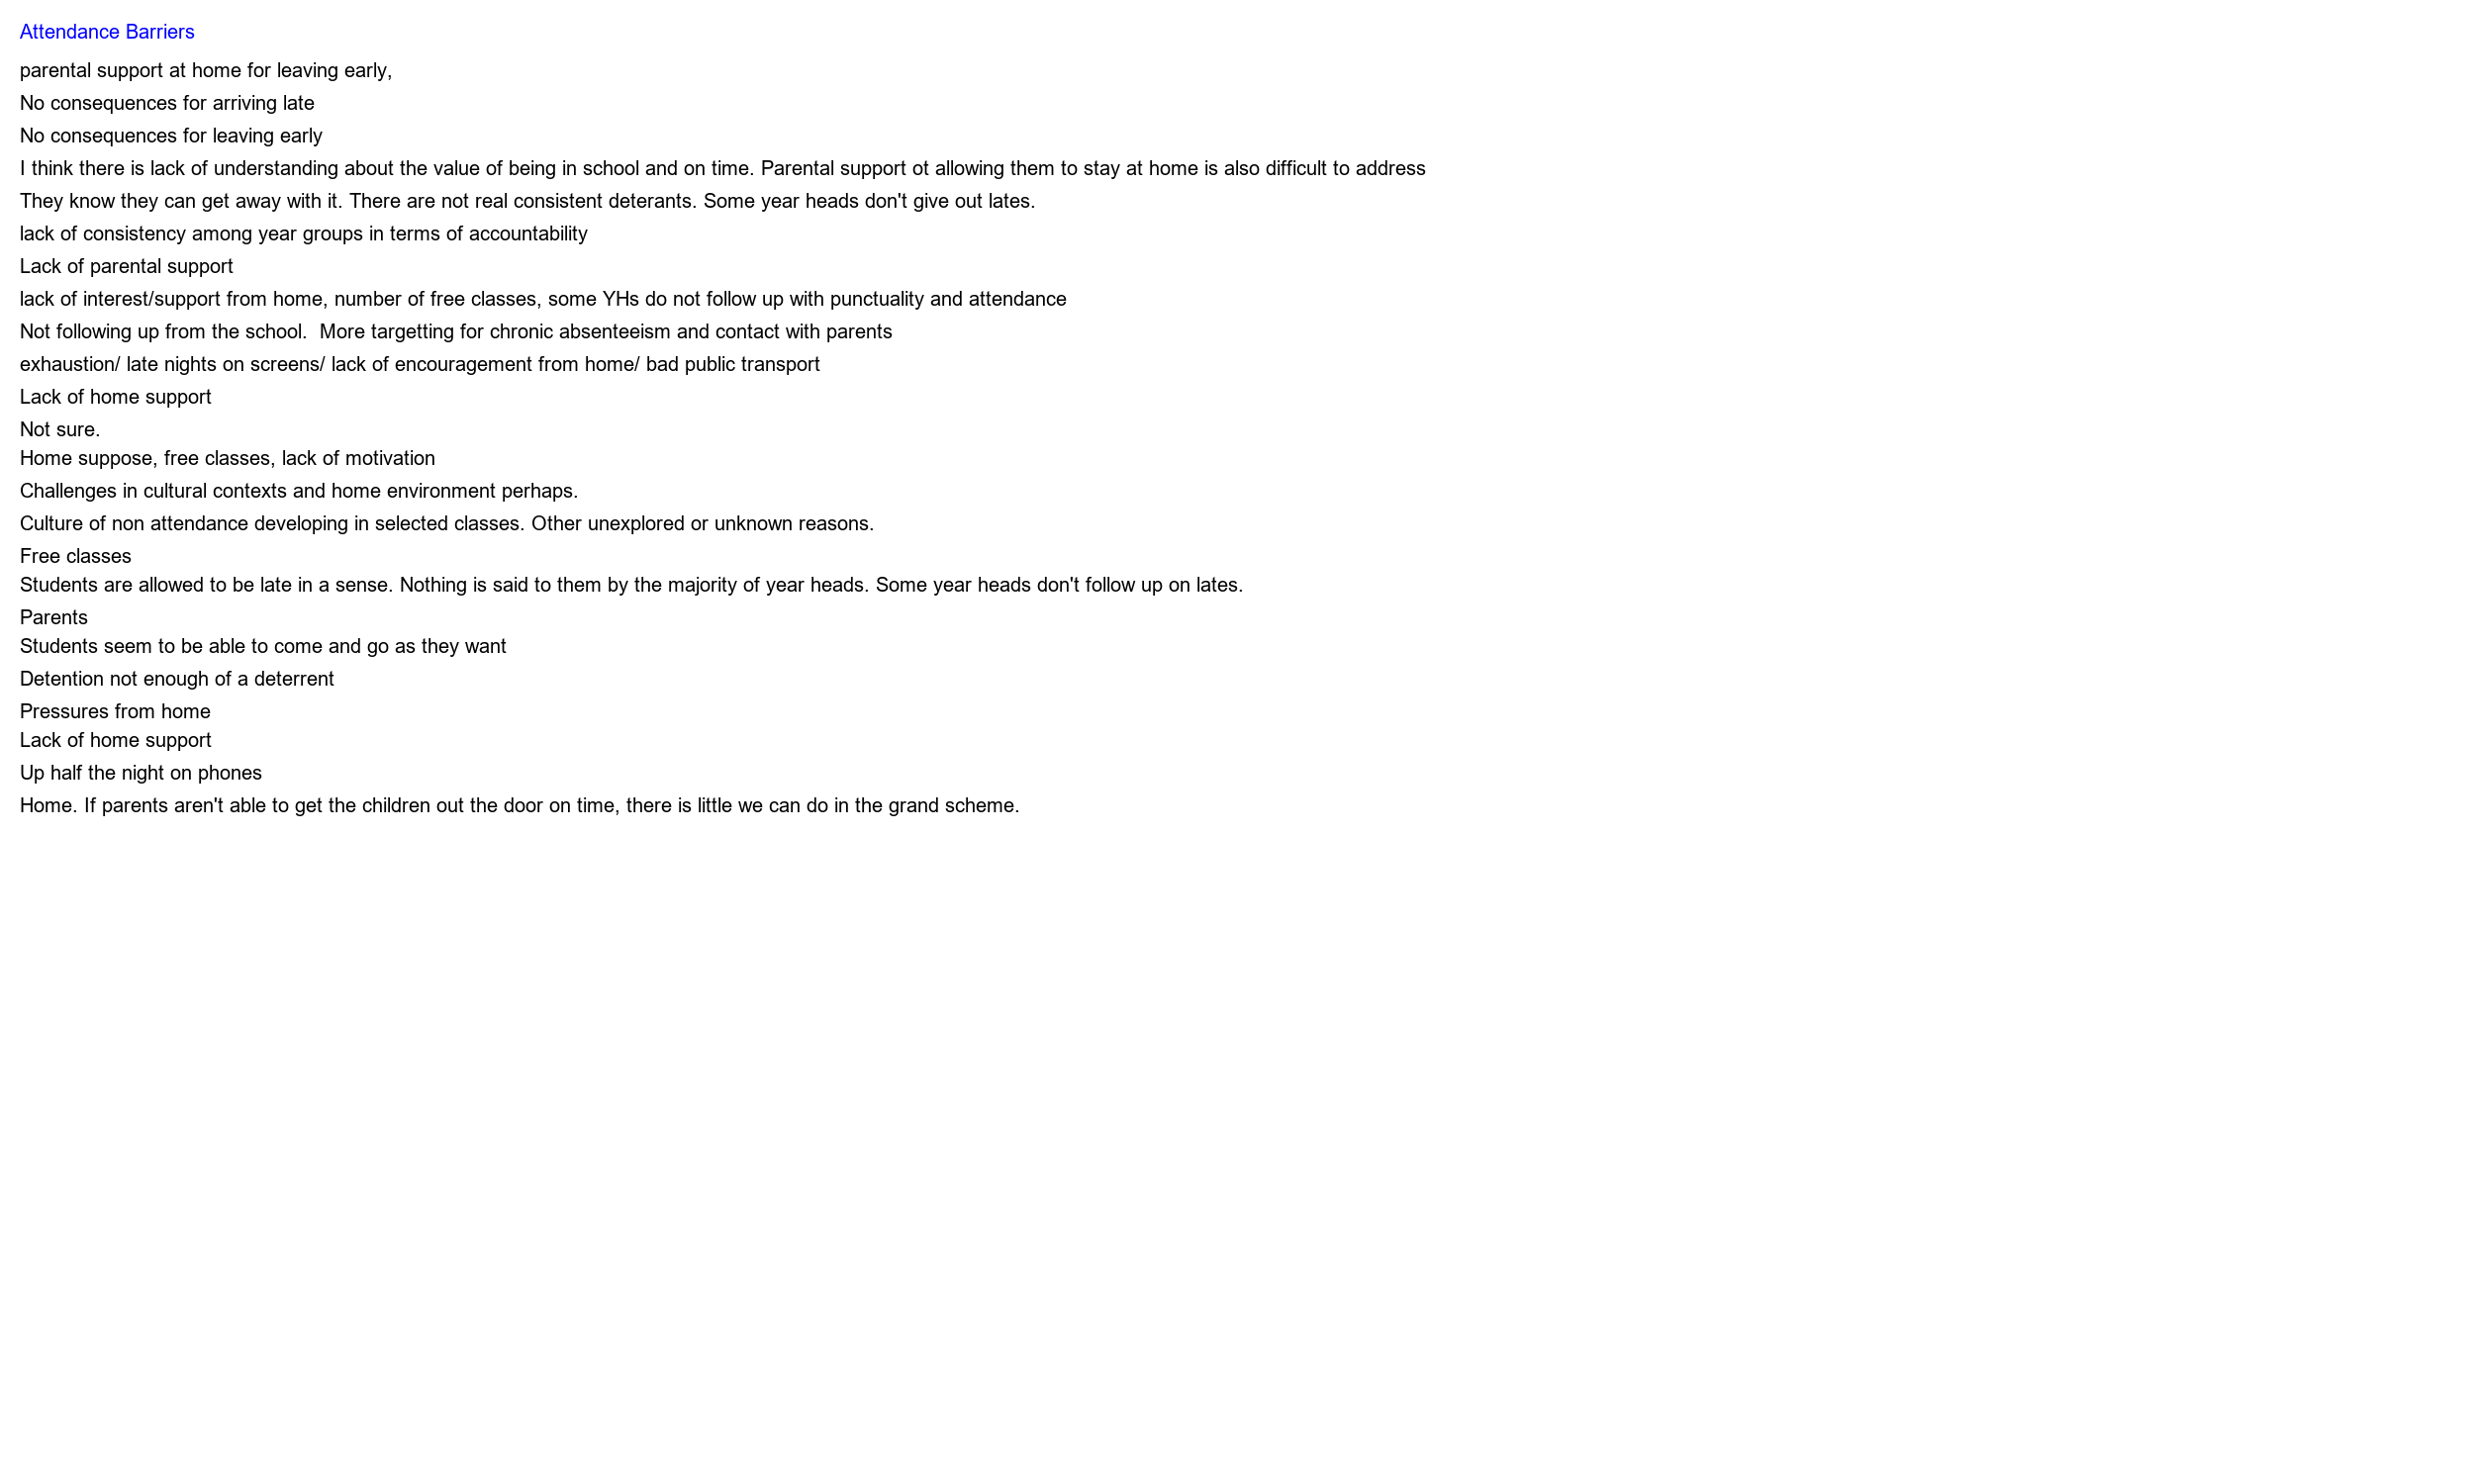 Attendance Barriers
parental support at home for leaving early,
No consequences for arriving late
No consequences for leaving early
I think there is lack of understanding about the value of being in school and on time. Parental support ot allowing them to stay at home is also difficult to address
They know they can get away with it. There are not real consistent deterants. Some year heads don't give out lates.
lack of consistency among year groups in terms of accountability
Lack of parental support
lack of interest/support from home, number of free classes, some YHs do not follow up with punctuality and attendance
Not following up from the school.  More targetting for chronic absenteeism and contact with parents
exhaustion/ late nights on screens/ lack of encouragement from home/ bad public transport
Lack of home support
Not sure.
Home suppose, free classes, lack of motivation
Challenges in cultural contexts and home environment perhaps.
Culture of non attendance developing in selected classes. Other unexplored or unknown reasons.
Free classes
Students are allowed to be late in a sense. Nothing is said to them by the majority of year heads. Some year heads don't follow up on lates.
Parents
Students seem to be able to come and go as they want
Detention not enough of a deterrent
Pressures from home
Lack of home support
Up half the night on phones
Home. If parents aren't able to get the children out the door on time, there is little we can do in the grand scheme.